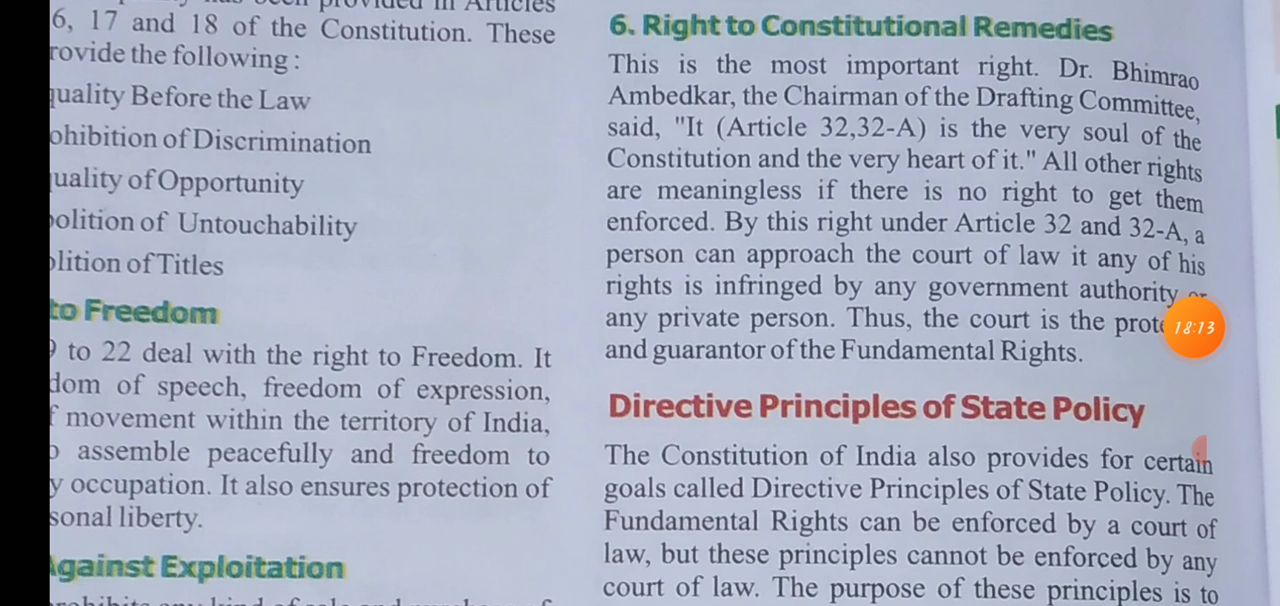 provided in Articles
6, 17 and 18 of the Constitution. These
rovide the following :
quality Before the Law
ohibition of Discrimination
uality of Opportunity
olition of Untouchability
lition of Titles
to Freedom
to 22 deal with the right to Freedom. It
dom of speech, freedom of expression,
f movement within the territory of India,
assemble peacefully and freedom to
y occupation. It also ensures protection of
sonal liberty.
Against Exploitation
6. Right to Constitutional Remedies
This is the most important right. Dr. Bhimrao
Ambedkar, the Chairman of the Drafting Committee,
said, "It (Article 32,32-A) is the very soul of the
Constitution and the very heart of it." All other rights
are meaningless if there is no right to get them
enforced. By this right under Article 32 and 32-A, a
person can approach the court of law it any of his
rights is infringed by any government authority
any private person. Thus, the court is the prote
18:13
and guarantor of the Fundamental Rights.
Directive Principles of State Policy
The Constitution of India also provides for certain
goals called Directive Principles of State Policy. The
Fundamental Rights can be enforced by a court of
law, but these principles cannot be enforced by any
court of law. The purpose of these principles is to